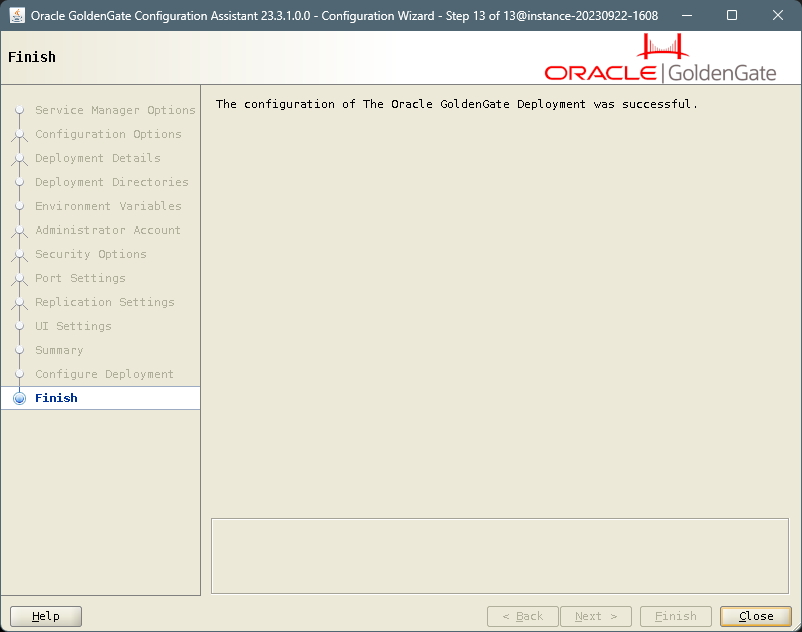 Oracle GoldenGate Configuration Assistant 23.3.1.0.0 - Configuration Wizard - Step 13 of 13@instance-20230922-1608
Finish
ORACLE | GoldenGate
Service Manager Options
Configuration Options
Deployment Details
Deployment Directories
Environment Variables
Administrator Account
Security Options
Port Settings
Replication Settings
UI Settings
Summary
Configure Deployment
Finish
The configuration of The Oracle GoldenGate Deployment was successful.
Help
< Back
Next >
Finish
Close